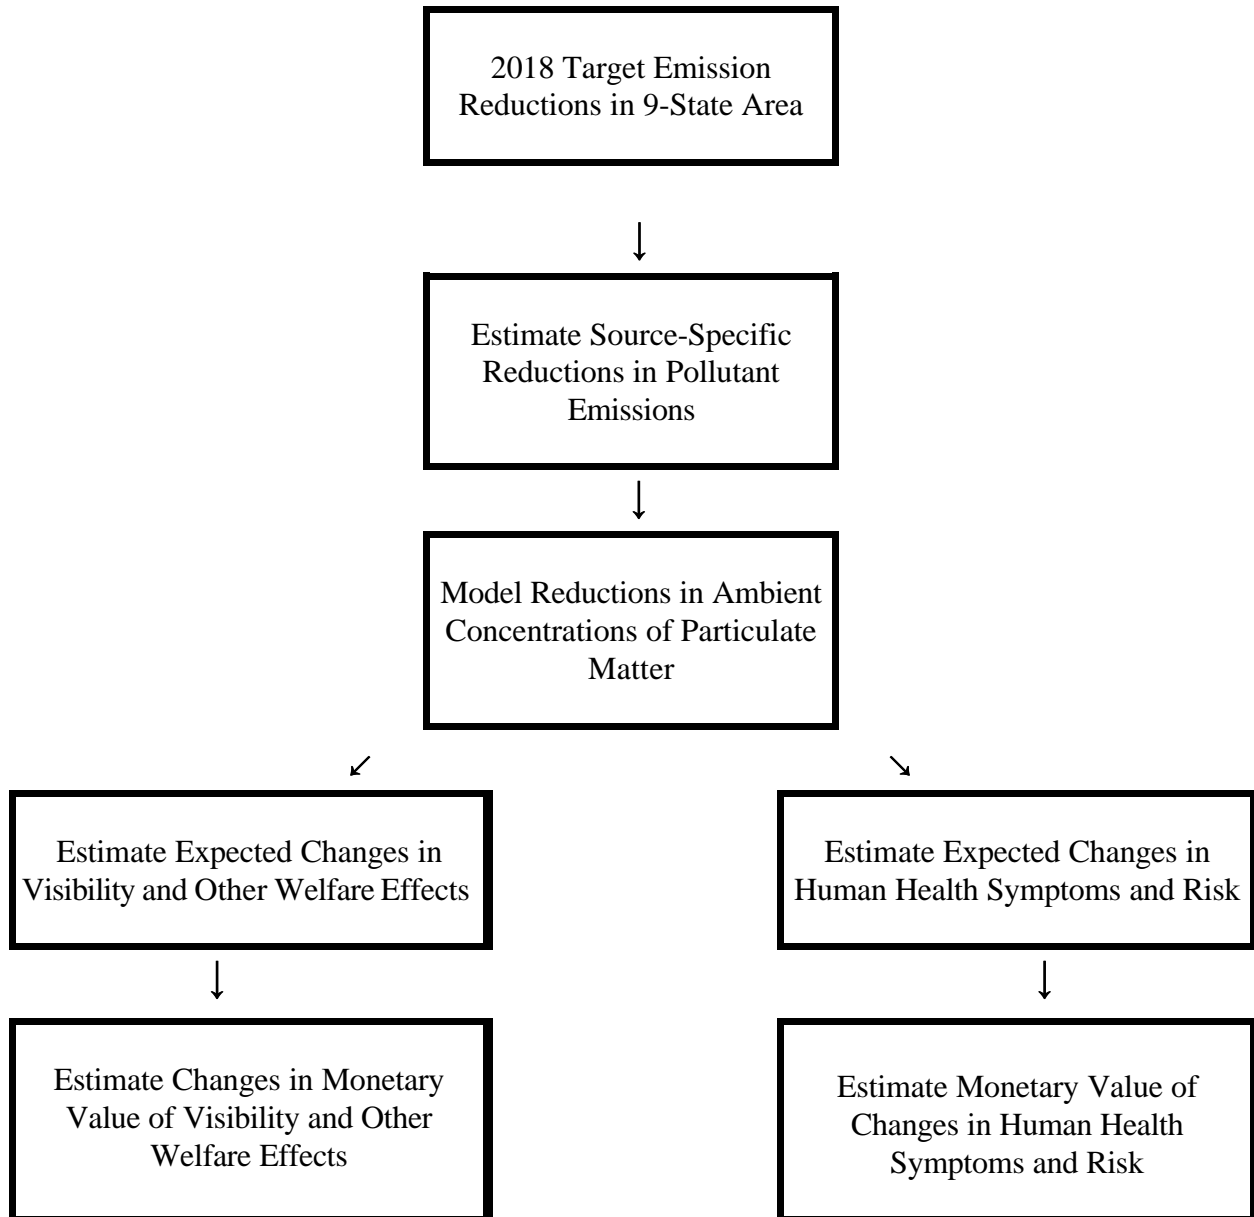 2018 Target Emission
Reductions in 9-State Area
Estimate Source-Specific
Reductions in Pollutant
Emissions
Model Reductions in Ambient
Concentrations of Particulate
Matter
Estimate Expected Changes in
Visibility and Other Welfare Effects
Estimate Expected Changes in
Human Health Symptoms and Risk
Estimate Changes in Monetary
Value of Visibility and Other
Welfare Effects
Estimate Monetary Value of
Changes in Human Health
Symptoms and Risk